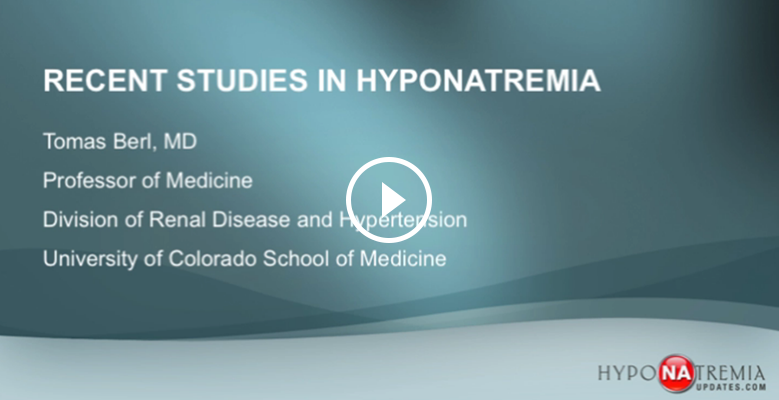 RECENT STUDIES IN HYPONATREMIA
Tomas Berl, MD
Professor of Medicine
Division of Renal Disease and Hypertension
University of Colorado School of Medicine
HYPONATREMIA
UPDATES.COM